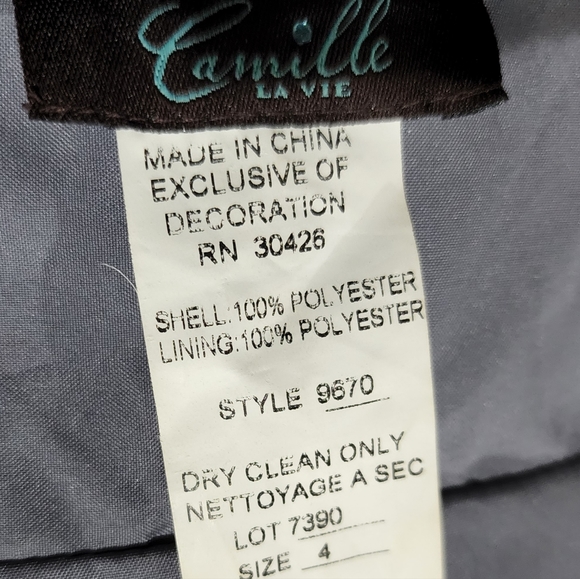 Camille
LA VIE
MADE IN CHINA
EXCLUSIVE OF
DECORATION
RN 30426
SHELL:100% POLYESTER
LINING:100% POLYESTER
STYLE 9670
DRY CLEAN ONLY
NETTOYAGE A SEC
LOT 7390
SIZE 4